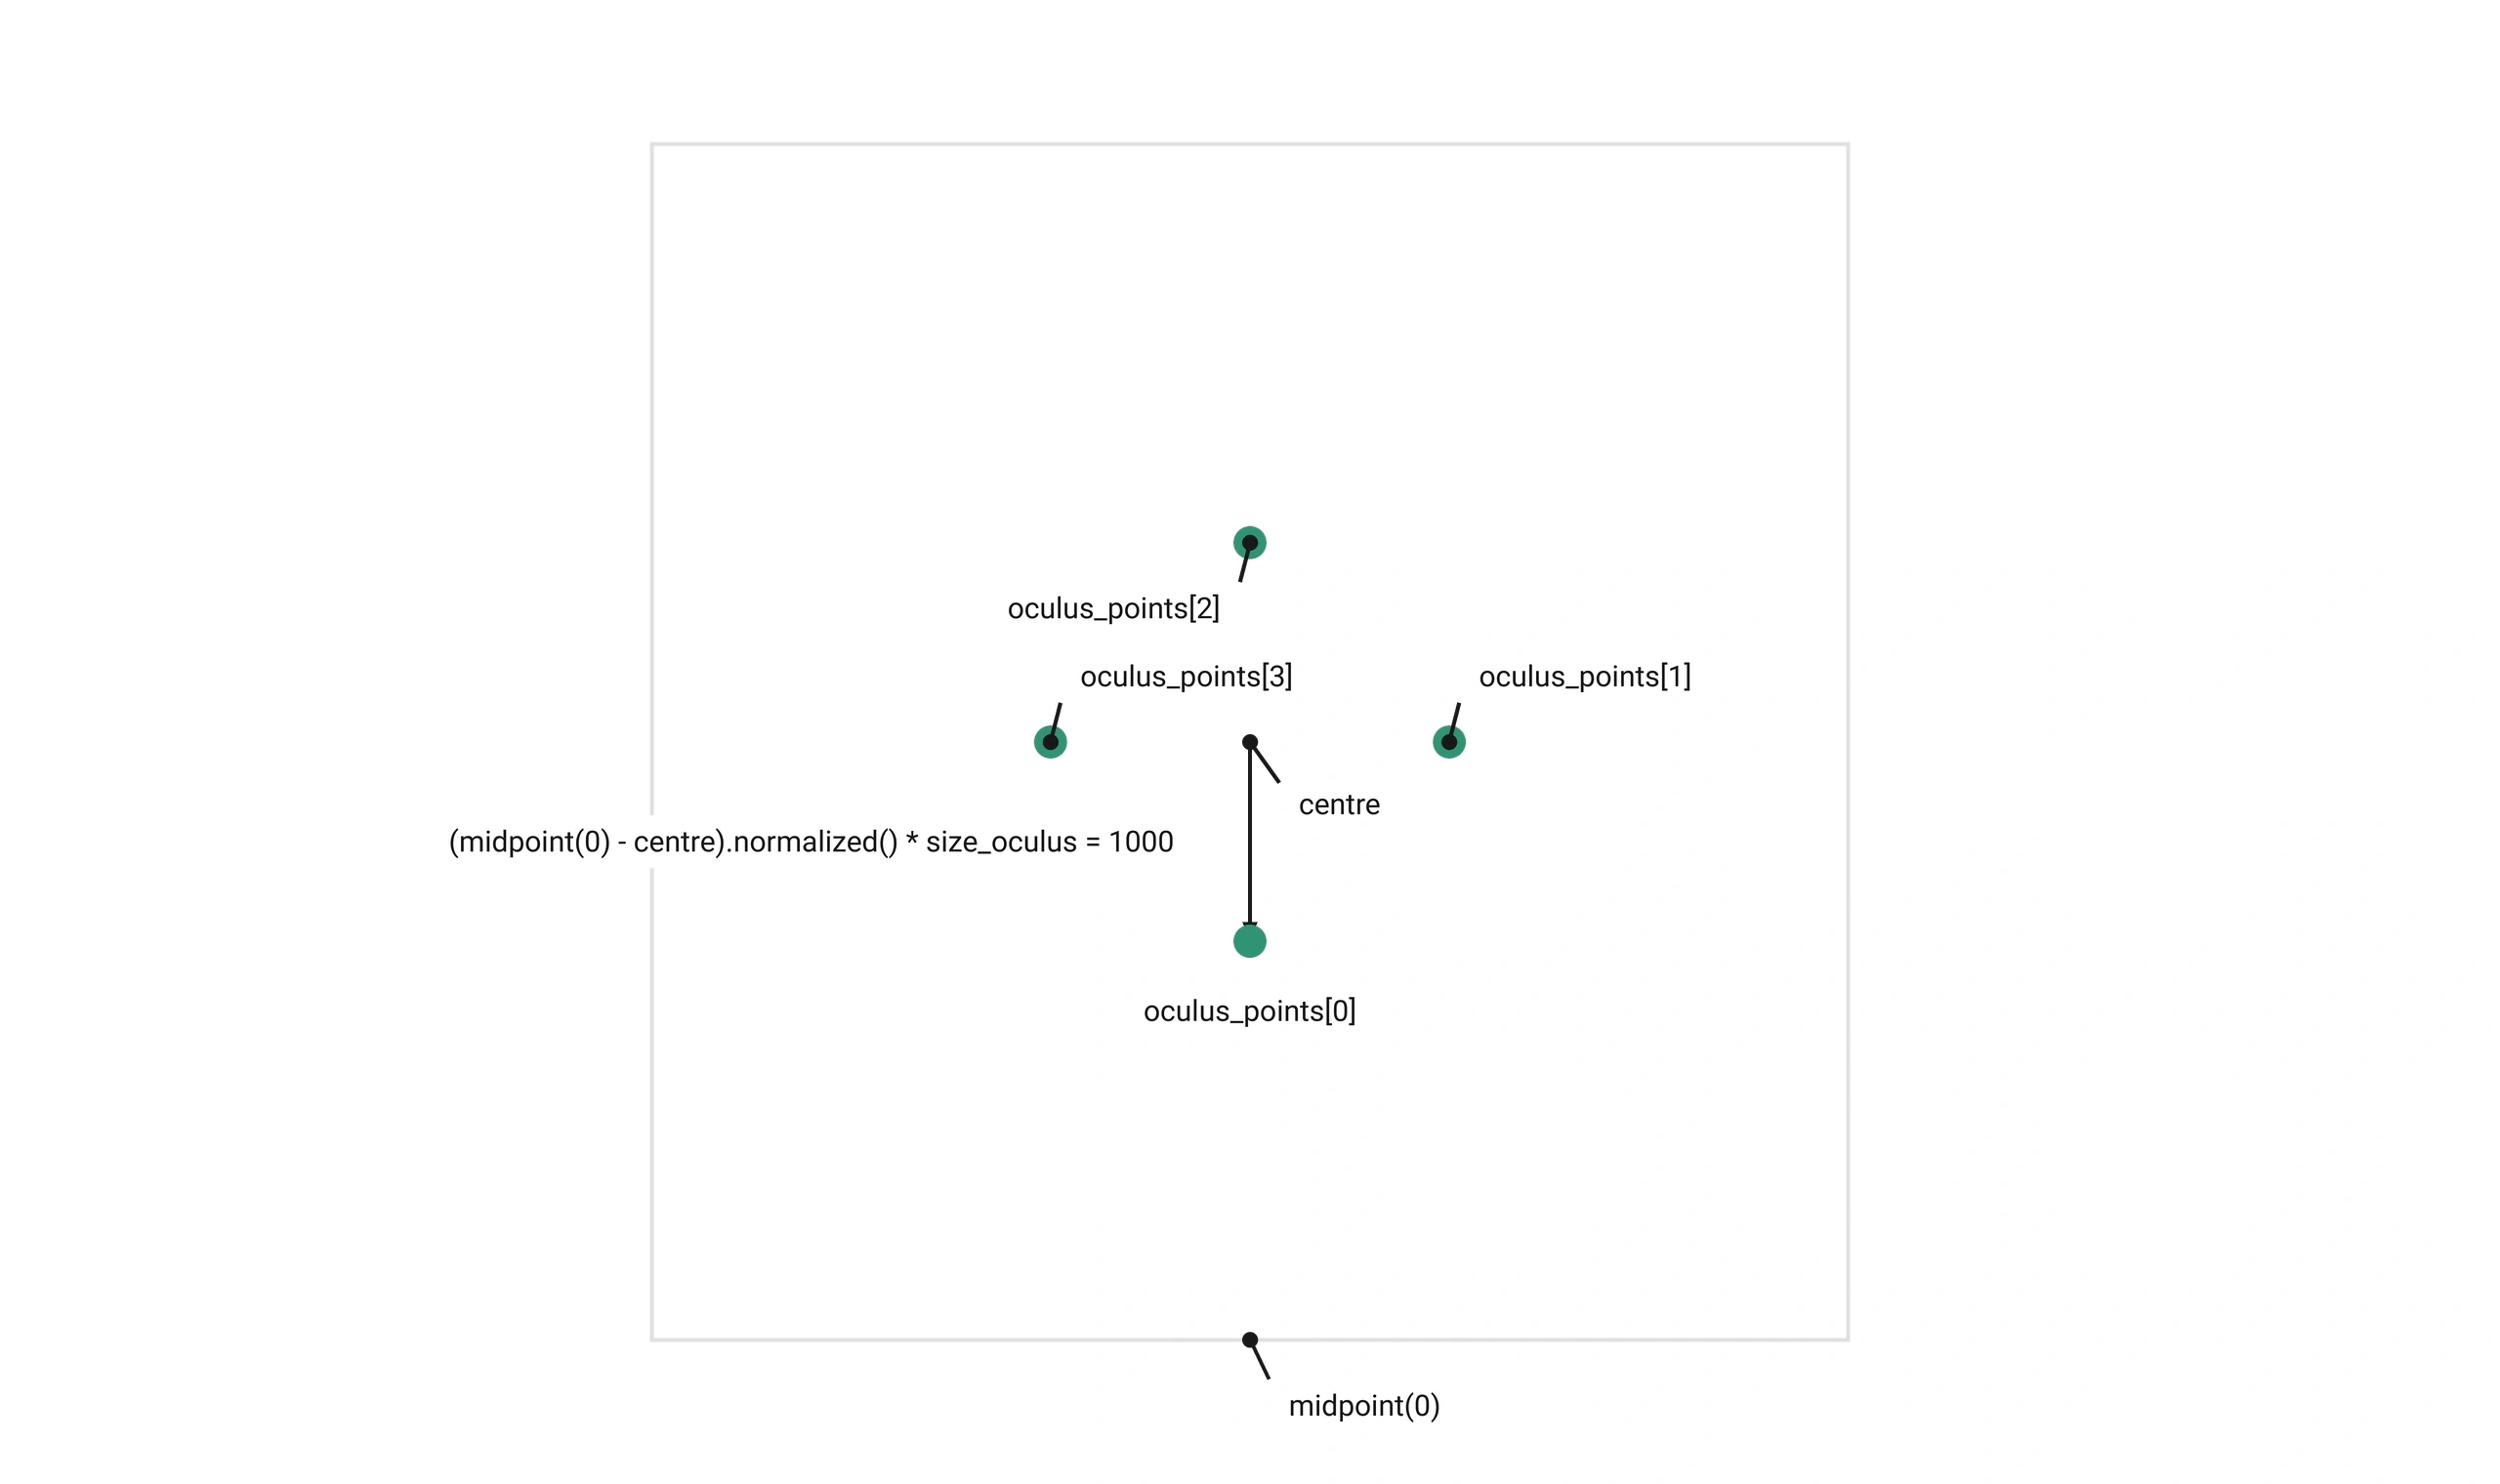 oculus_points[2]
oculus_points[3]
oculus_points[1]
centre
(midpoint(0) - centre).normalized() * size_oculus = 1000
oculus_points[0]
midpoint(0)